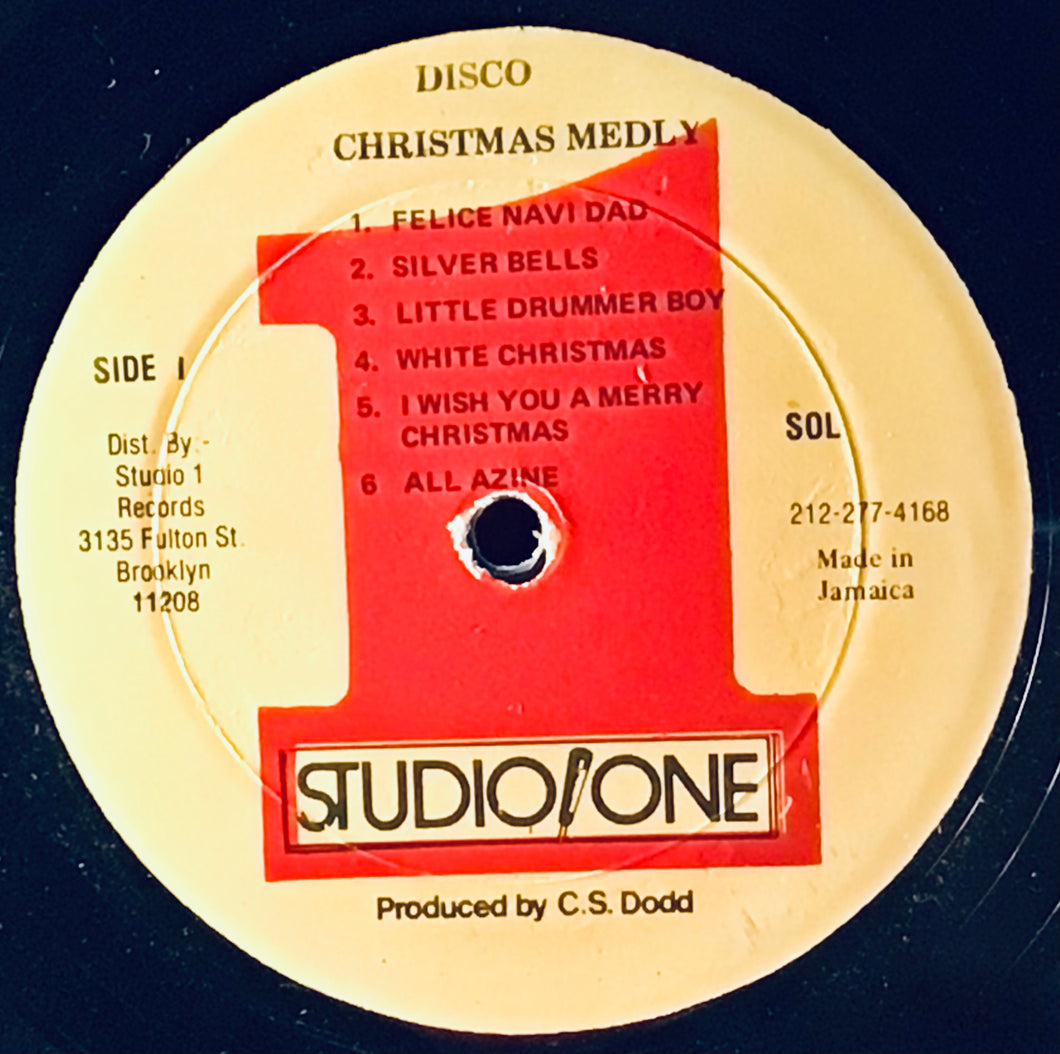 DISCO
CHRISTMAS MEDLY
1. FELICE NAVI DAD
2. SILVER BELLS
3. LITTLE DRUMMER BOY
4. WHITE CHRISTMAS
5. I WISH YOU A MERRY
CHRISTMAS
6 ALL AZINE
SIDE 1
Dist. By:-
Studio 1
Records
3135 Fulton St.
Brooklyn
11208
SOL
212-277-4168
Made in
Jamaica
STUDIO ONE
Produced by C.S. Dodd